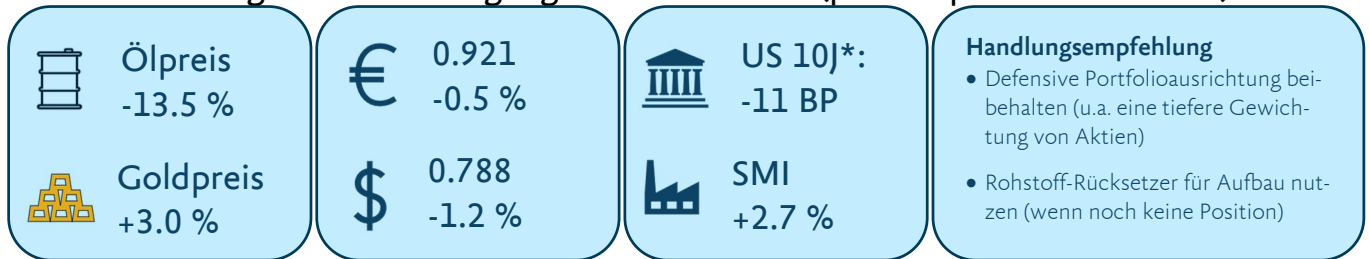 Ölpreis
-13.5 %
Goldpreis
+3.0 %
€
0.921
-0.5 %
$
0.788
-1.2 %
US 10J*:
-11 BP
SMI
+2.7 %
Handlungsempfehlung
• Defensive Portfolioausrichtung bei-
behalten (u.a. eine tiefere Gewich-
tung von Aktien)
• Rohstoff-Rücksetzer für Aufbau nut-
zen (wenn noch keine Position)